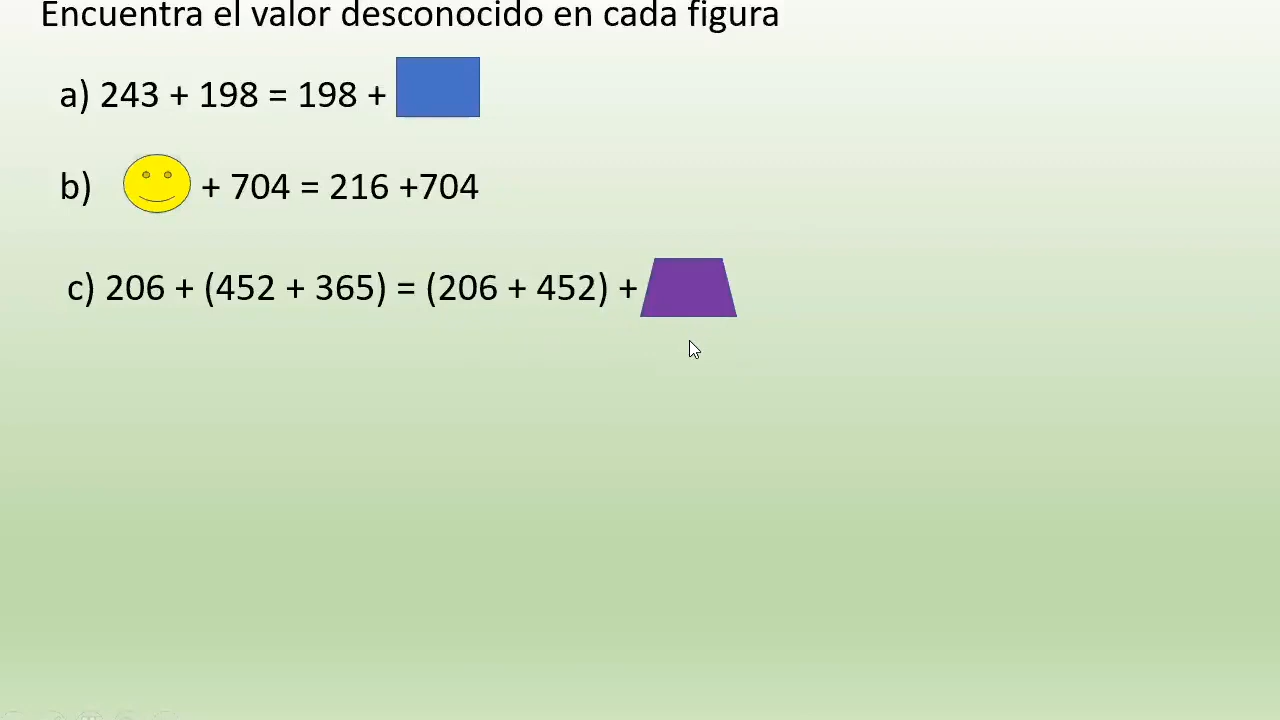 Encuentra el valor desconocido en cada figura
a) 243 + 198 = 198 +
b) + 704 = 216 +704
c) 206 + (452 + 365) = (206 + 452) +